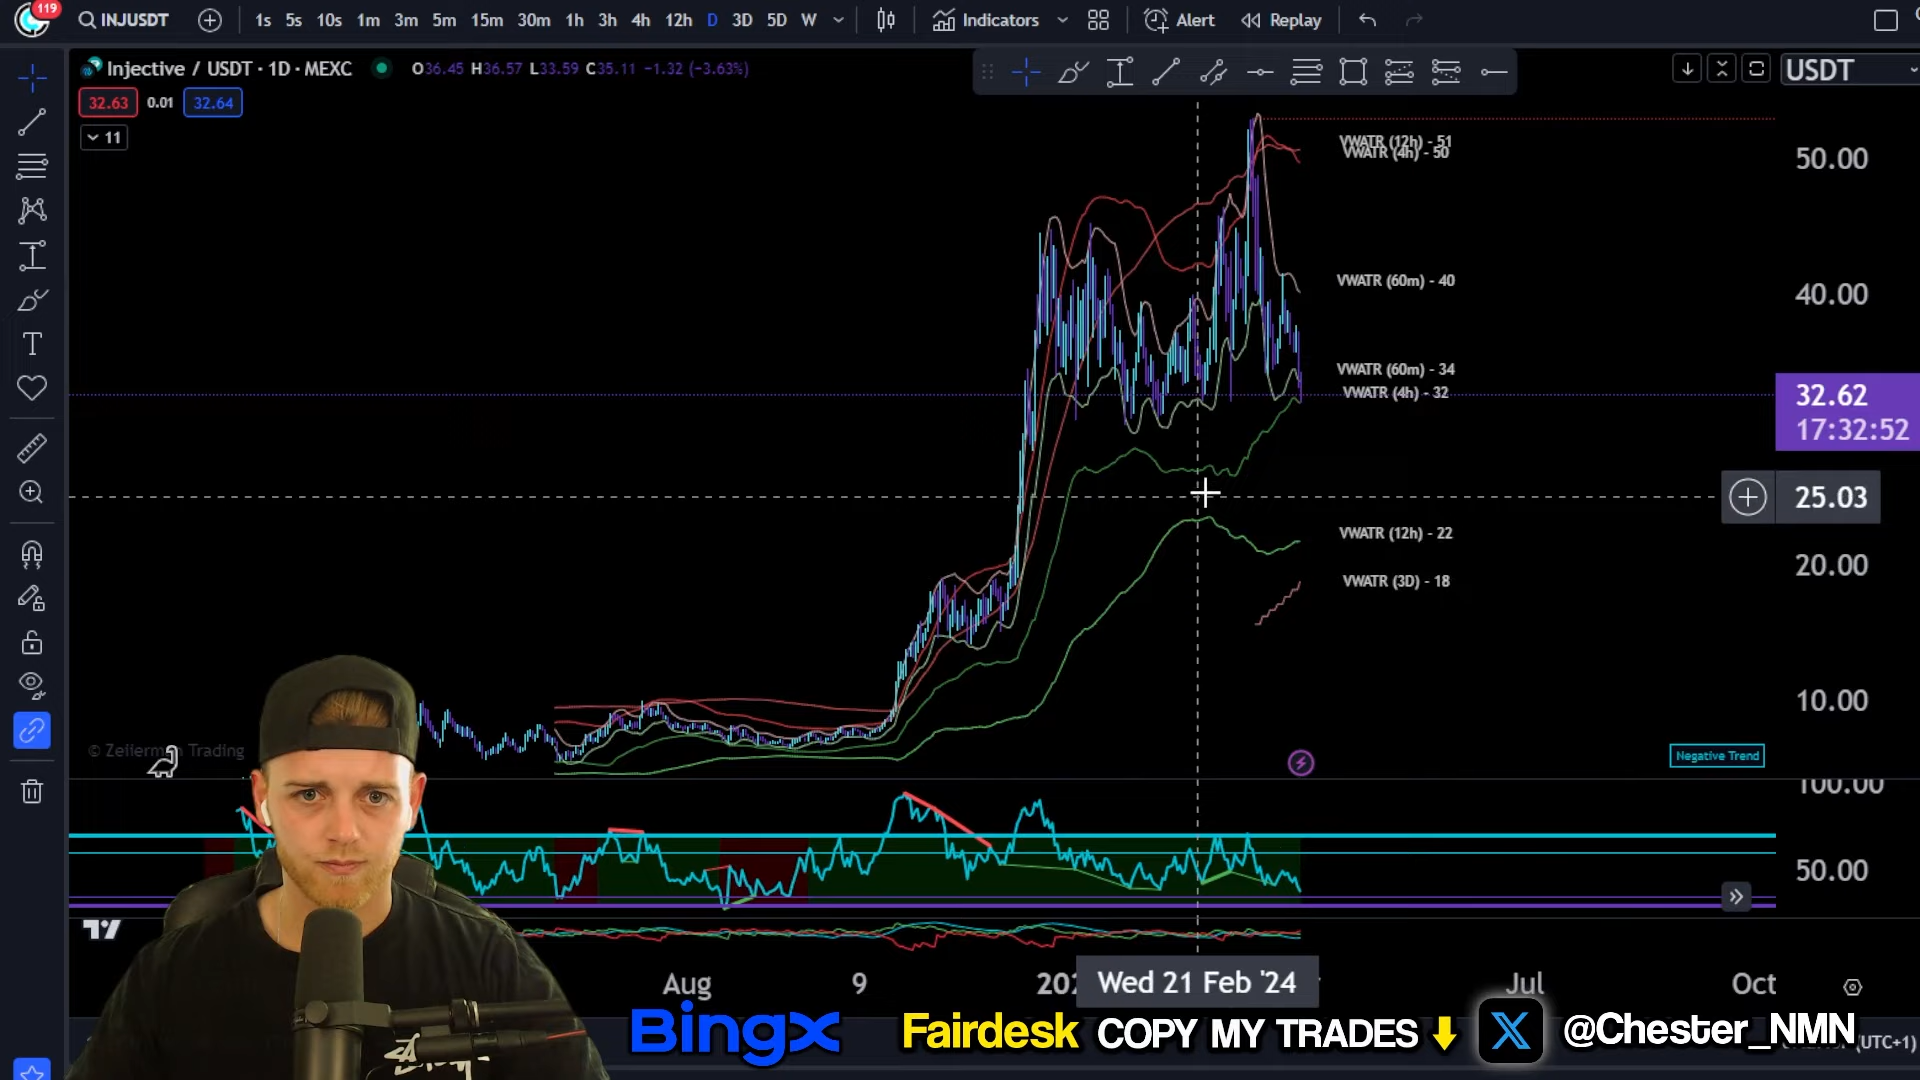 119
INJUSDT
1s 5s 10s 1m 3m 5m 15m 30m 1h 3h 4h 12h D 3D 5D W
Indicators
Alert
Replay
Injective / USDT · 1D · MEXC
O36.45 H36.57 L33.59 C35.11 −1.32 (−3.63%)
USDT
32.63 0.01 32.64
11
VWATR (12h) - 51
VWATR (4h) - 50
50.00
VWATR (60m) - 40
40.00
VWATR (60m) - 34
VWATR (4h) - 32
32.62
17:32:52
25.03
VWATR (12h) - 22
20.00
VWATR (3D) - 18
10.00
Negative Trend
100.00
50.00
Aug
9
202
Wed 21 Feb '24
Jul
Oct
BingX
Fairdesk COPY MY TRADES
X
@Chester_NMN
(UTC+1)